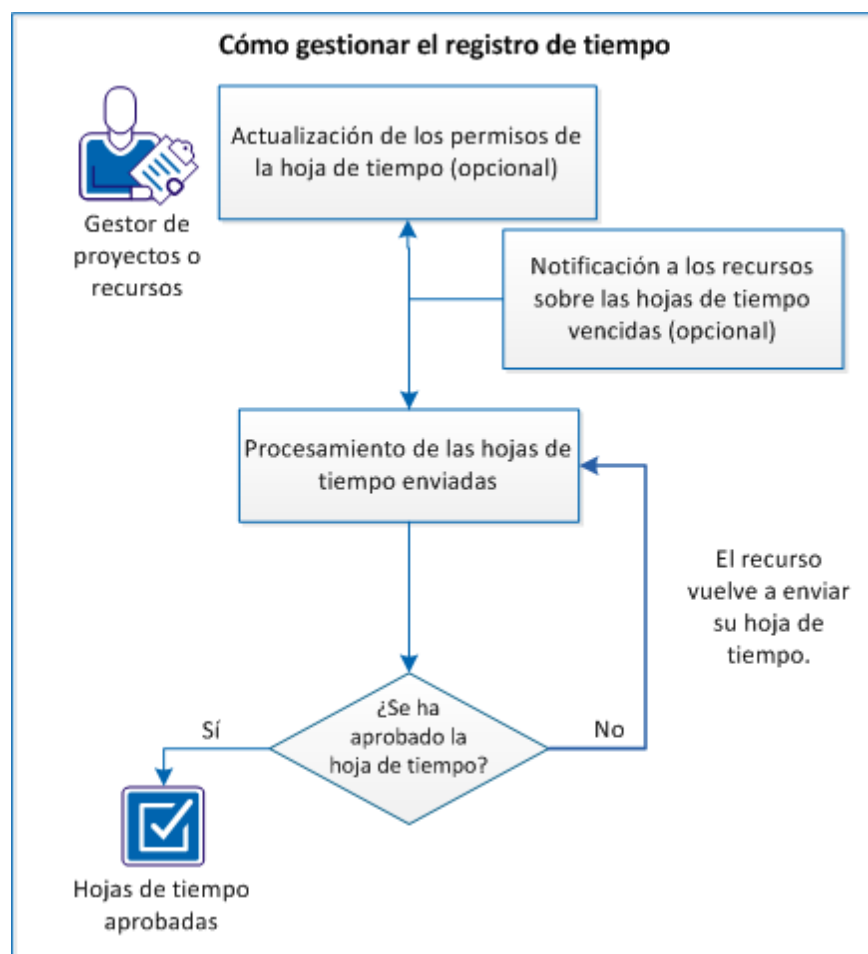 Cómo gestionar el registro de tiempo
Actualización de los permisos de
la hoja de tiempo (opcional)
Gestor de
proyectos o
recursos
Notificación a los recursos
sobre las hojas de tiempo
vencidas (opcional)
Procesamiento de las hojas de
tiempo enviadas
El recurso
vuelve a enviar
su hoja de
tiempo.
¿Se ha
aprobado la
hoja de tiempo?
Sí
No
Hojas de tiempo
aprobadas